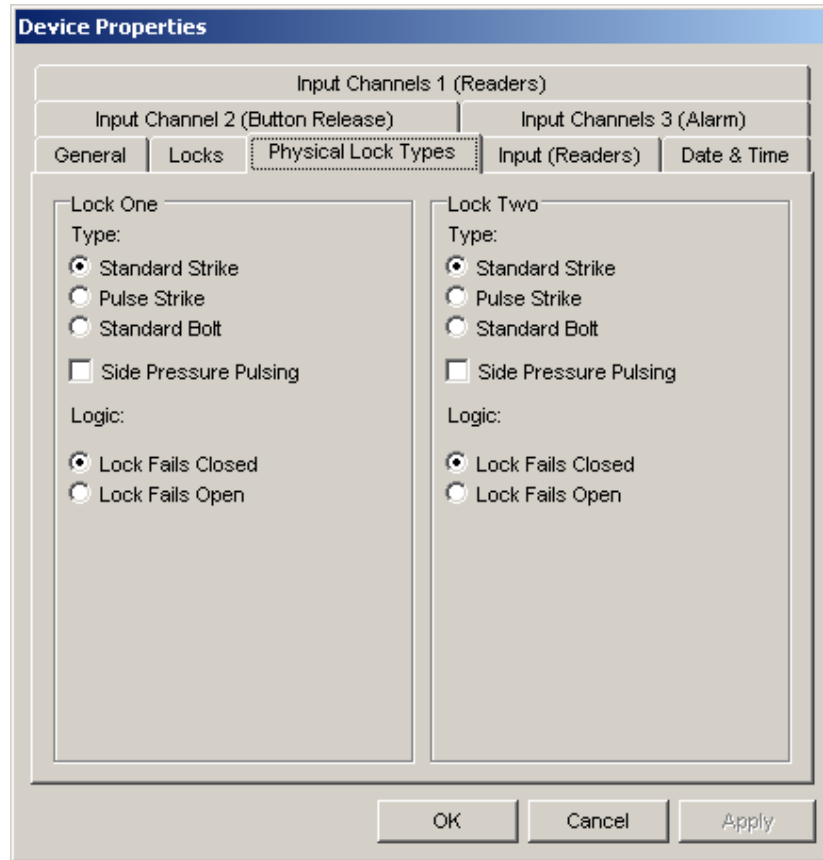 Device Properties
Input Channels 1 (Readers)
Input Channel 2 (Button Release) Input Channels 3 (Alarm)
General Locks Physical Lock Types Input (Readers) Date & Time
Lock One
Type:
Standard Strike
Pulse Strike
Standard Bolt
Side Pressure Pulsing
Logic:
Lock Fails Closed
Lock Fails Open
Lock Two
Type:
Standard Strike
Pulse Strike
Standard Bolt
Side Pressure Pulsing
Logic:
Lock Fails Closed
Lock Fails Open
OK Cancel Apply